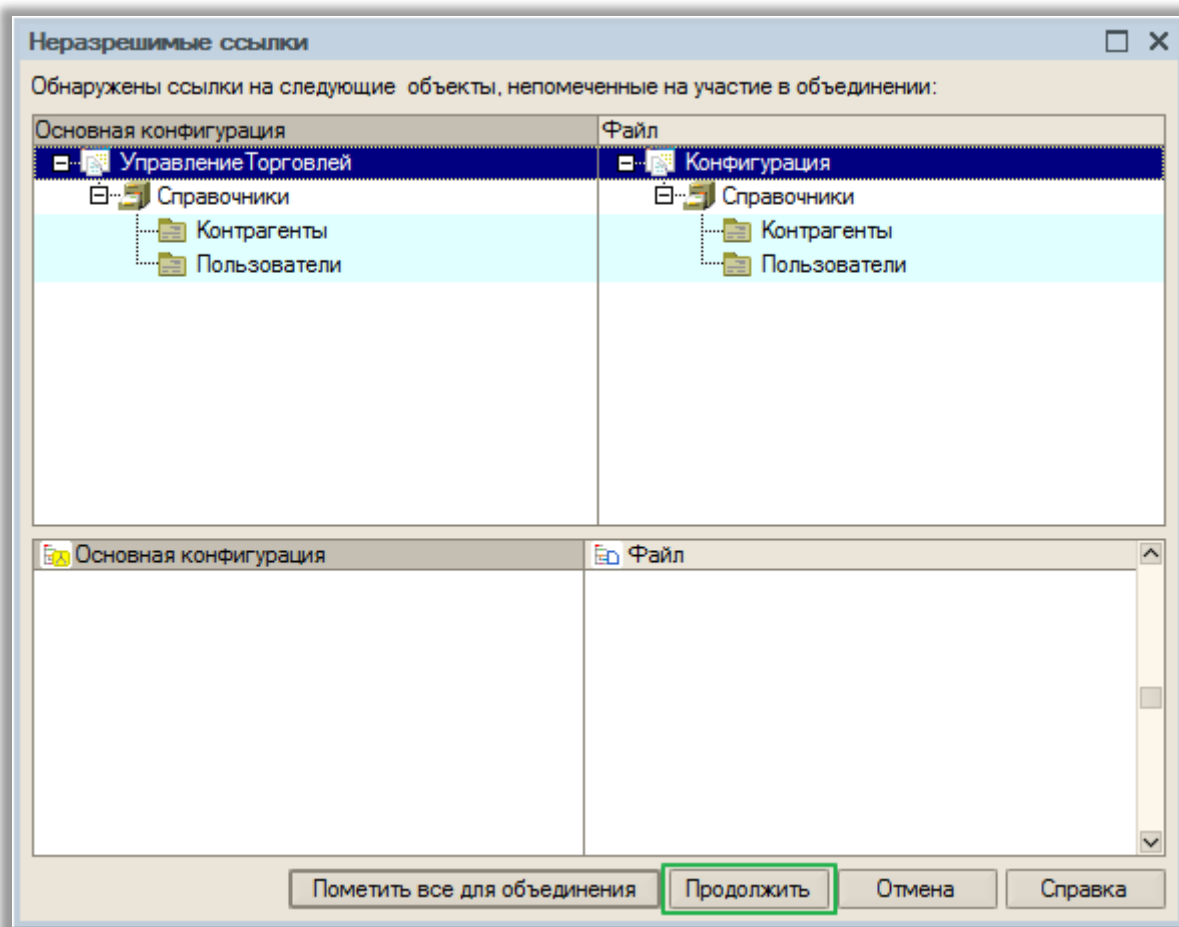 Неразрешимые ссылки
Обнаружены ссылки на следующие объекты, непомеченные на участие в объединении:
Основная конфигурация Файл
УправлениеТорговлей Конфигурация
Справочники Справочники
Контрагенты Контрагенты
Пользователи Пользователи
Основная конфигурация Файл
Пометить все для объединения Продолжить Отмена Справка